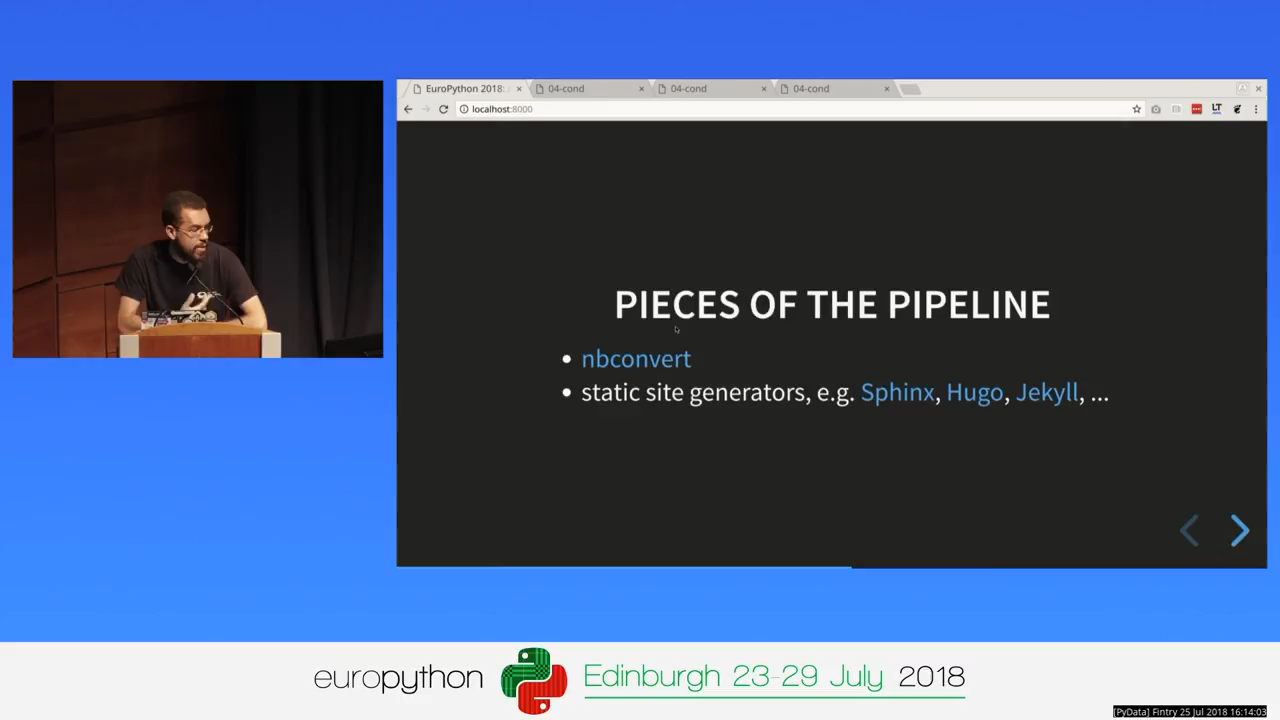 EuroPython 2018:
04-cond
04-cond
04-cond
localhost:8000
LT
PIECES OF THE PIPELINE
• nbconvert
• static site generators, e.g. Sphinx, Hugo, Jekyll, ...
europython
Edinburgh 23-29 July 2018
[PyData] Fintry 25 Jul 2018 16:14:03